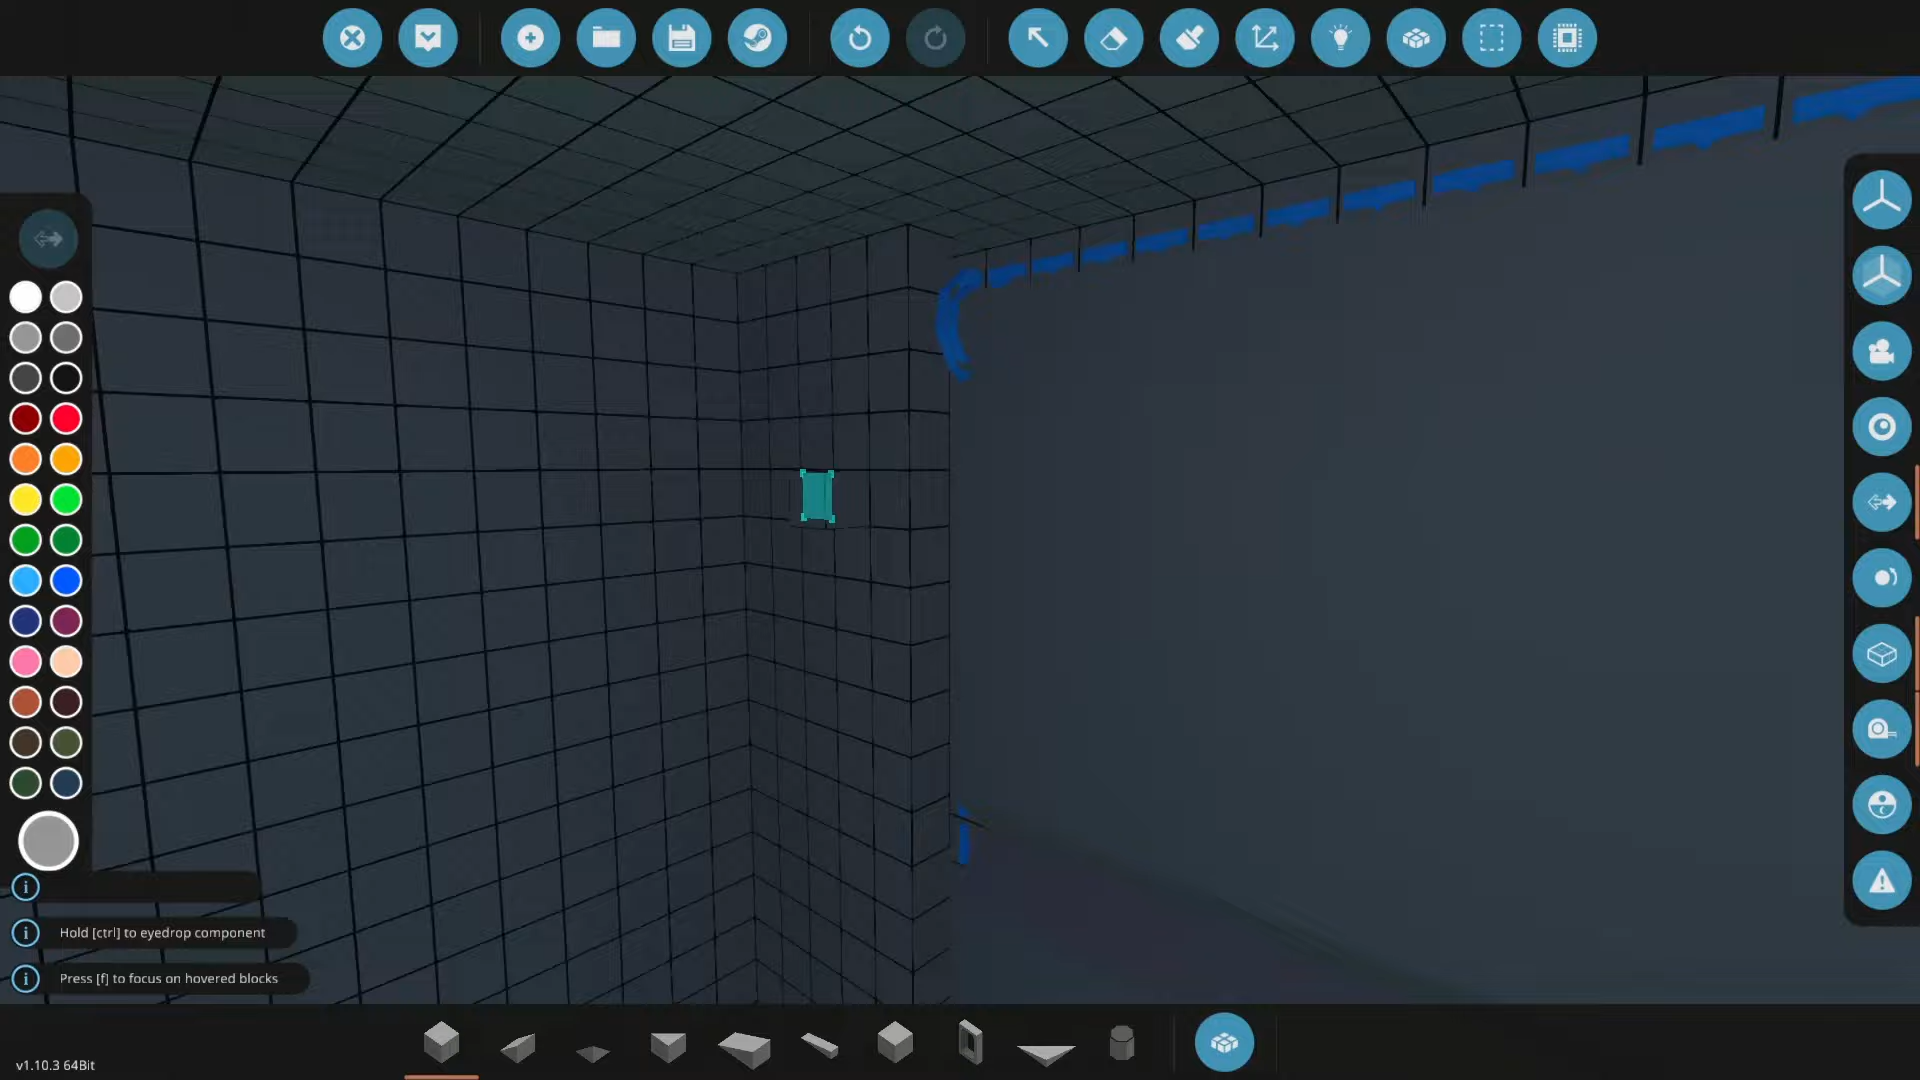 Hold [ctrl] to eyedrop component
Press [f] to focus on hovered blocks
v1.10.3 64Bit